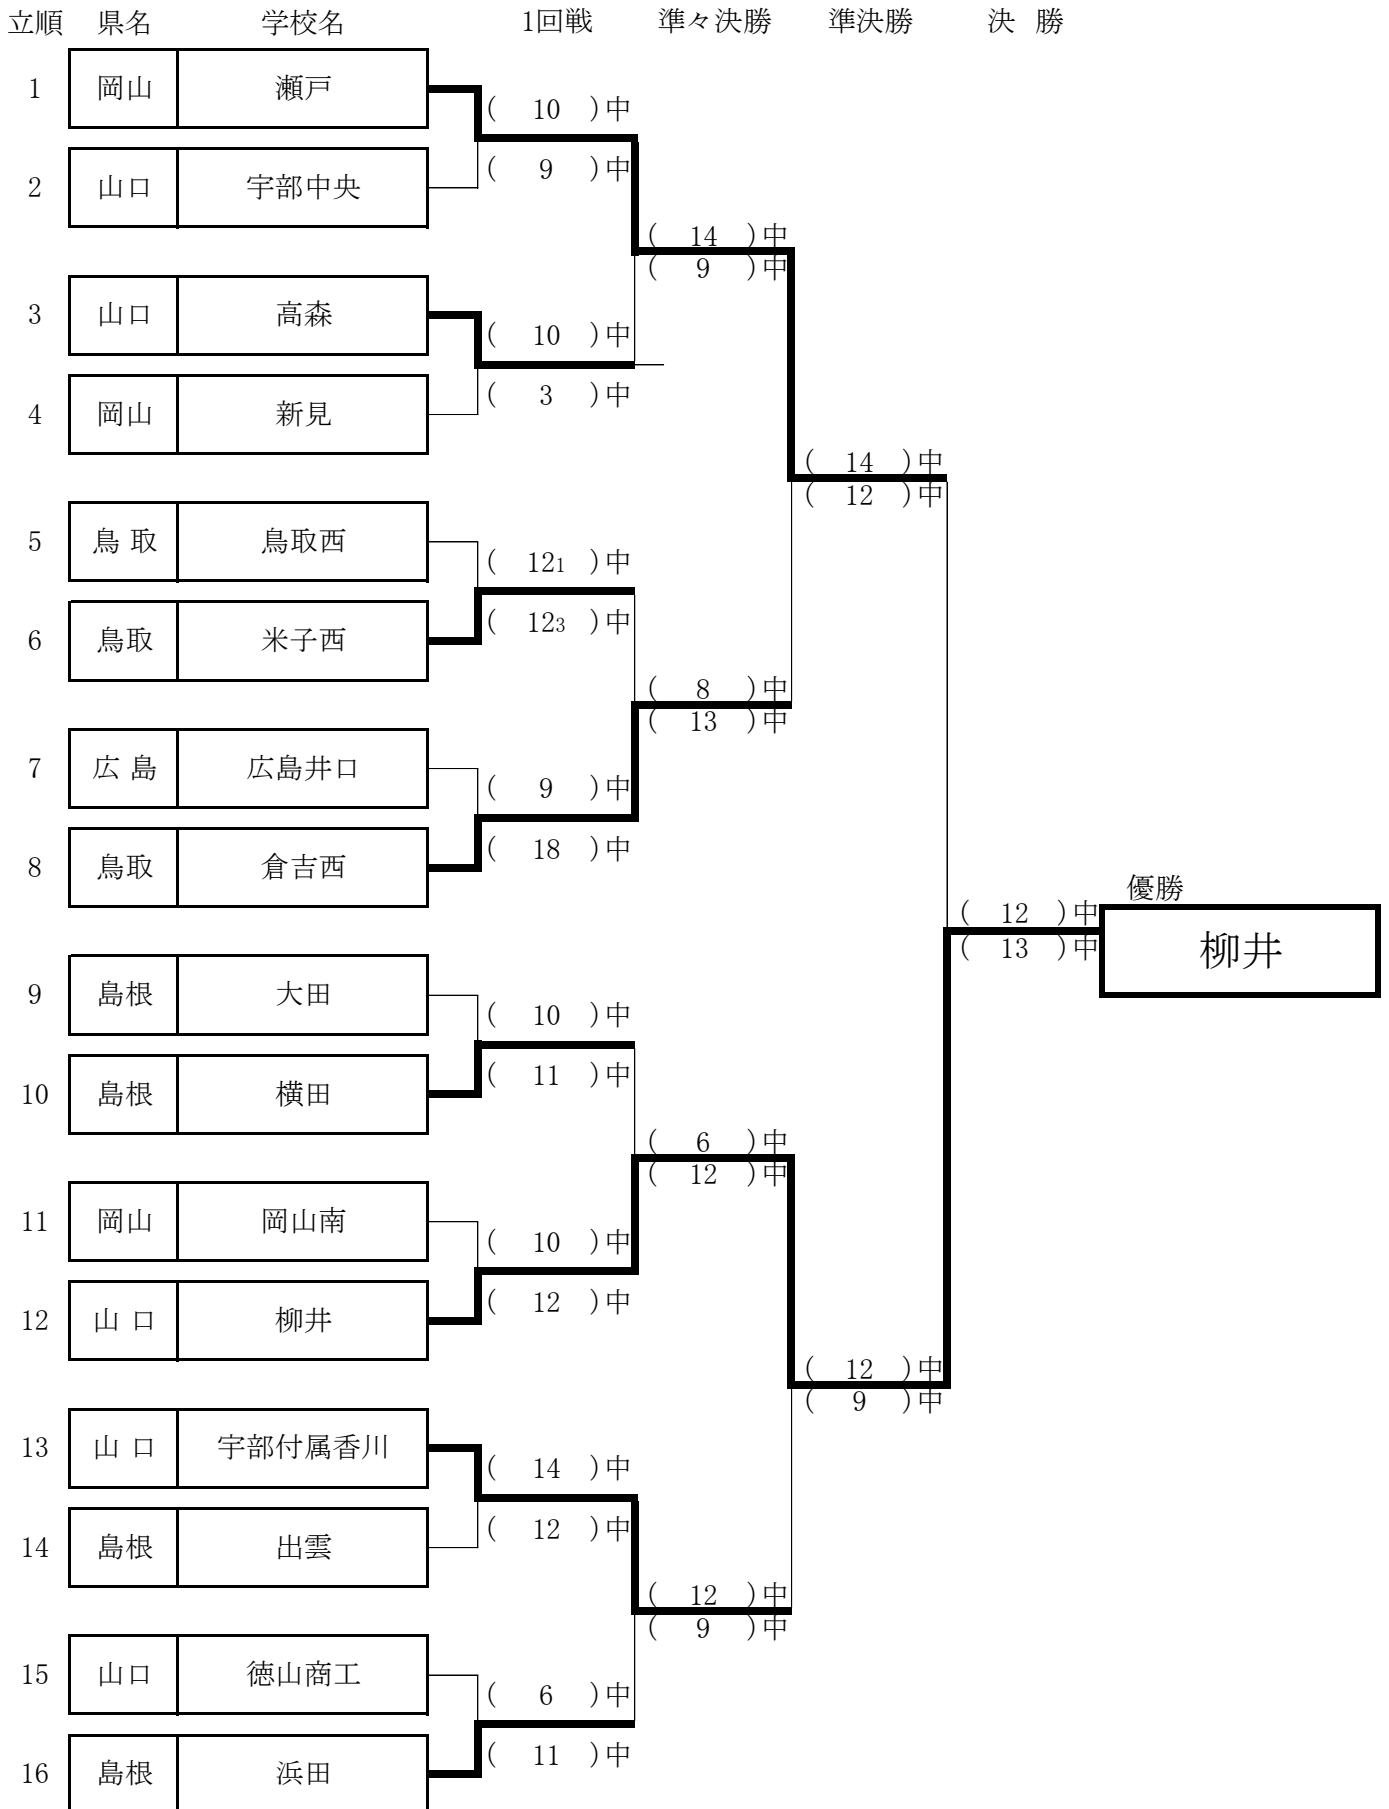 立順 県名 学校名 1回戦 準々決勝 準決勝 決 勝
1 岡山 瀬戸
( 10 )中
( 9 )中
2 山口 宇部中央
( 14 )中
( 9 )中
3 山口 高森
( 10 )中
( 3 )中
4 岡山 新見
( 14 )中
( 12 )中
5 鳥 取 鳥取西
( 121 )中
( 123 )中
6 鳥取 米子西
( 8 )中
( 13 )中
7 広 島 広島井口
( 9 )中
( 18 )中
8 鳥取 倉吉西
優勝
( 12 )中
( 13 )中
柳井
9 島根 大田
( 10 )中
( 11 )中
10 島根 横田
( 6 )中
( 12 )中
11 岡山 岡山南
( 10 )中
( 12 )中
12 山 口 柳井
( 12 )中
( 9 )中
13 山 口 宇部付属香川
( 14 )中
( 12 )中
14 島根 出雲
( 12 )中
( 9 )中
15 山口 徳山商工
( 6 )中
( 11 )中
16 島根 浜田